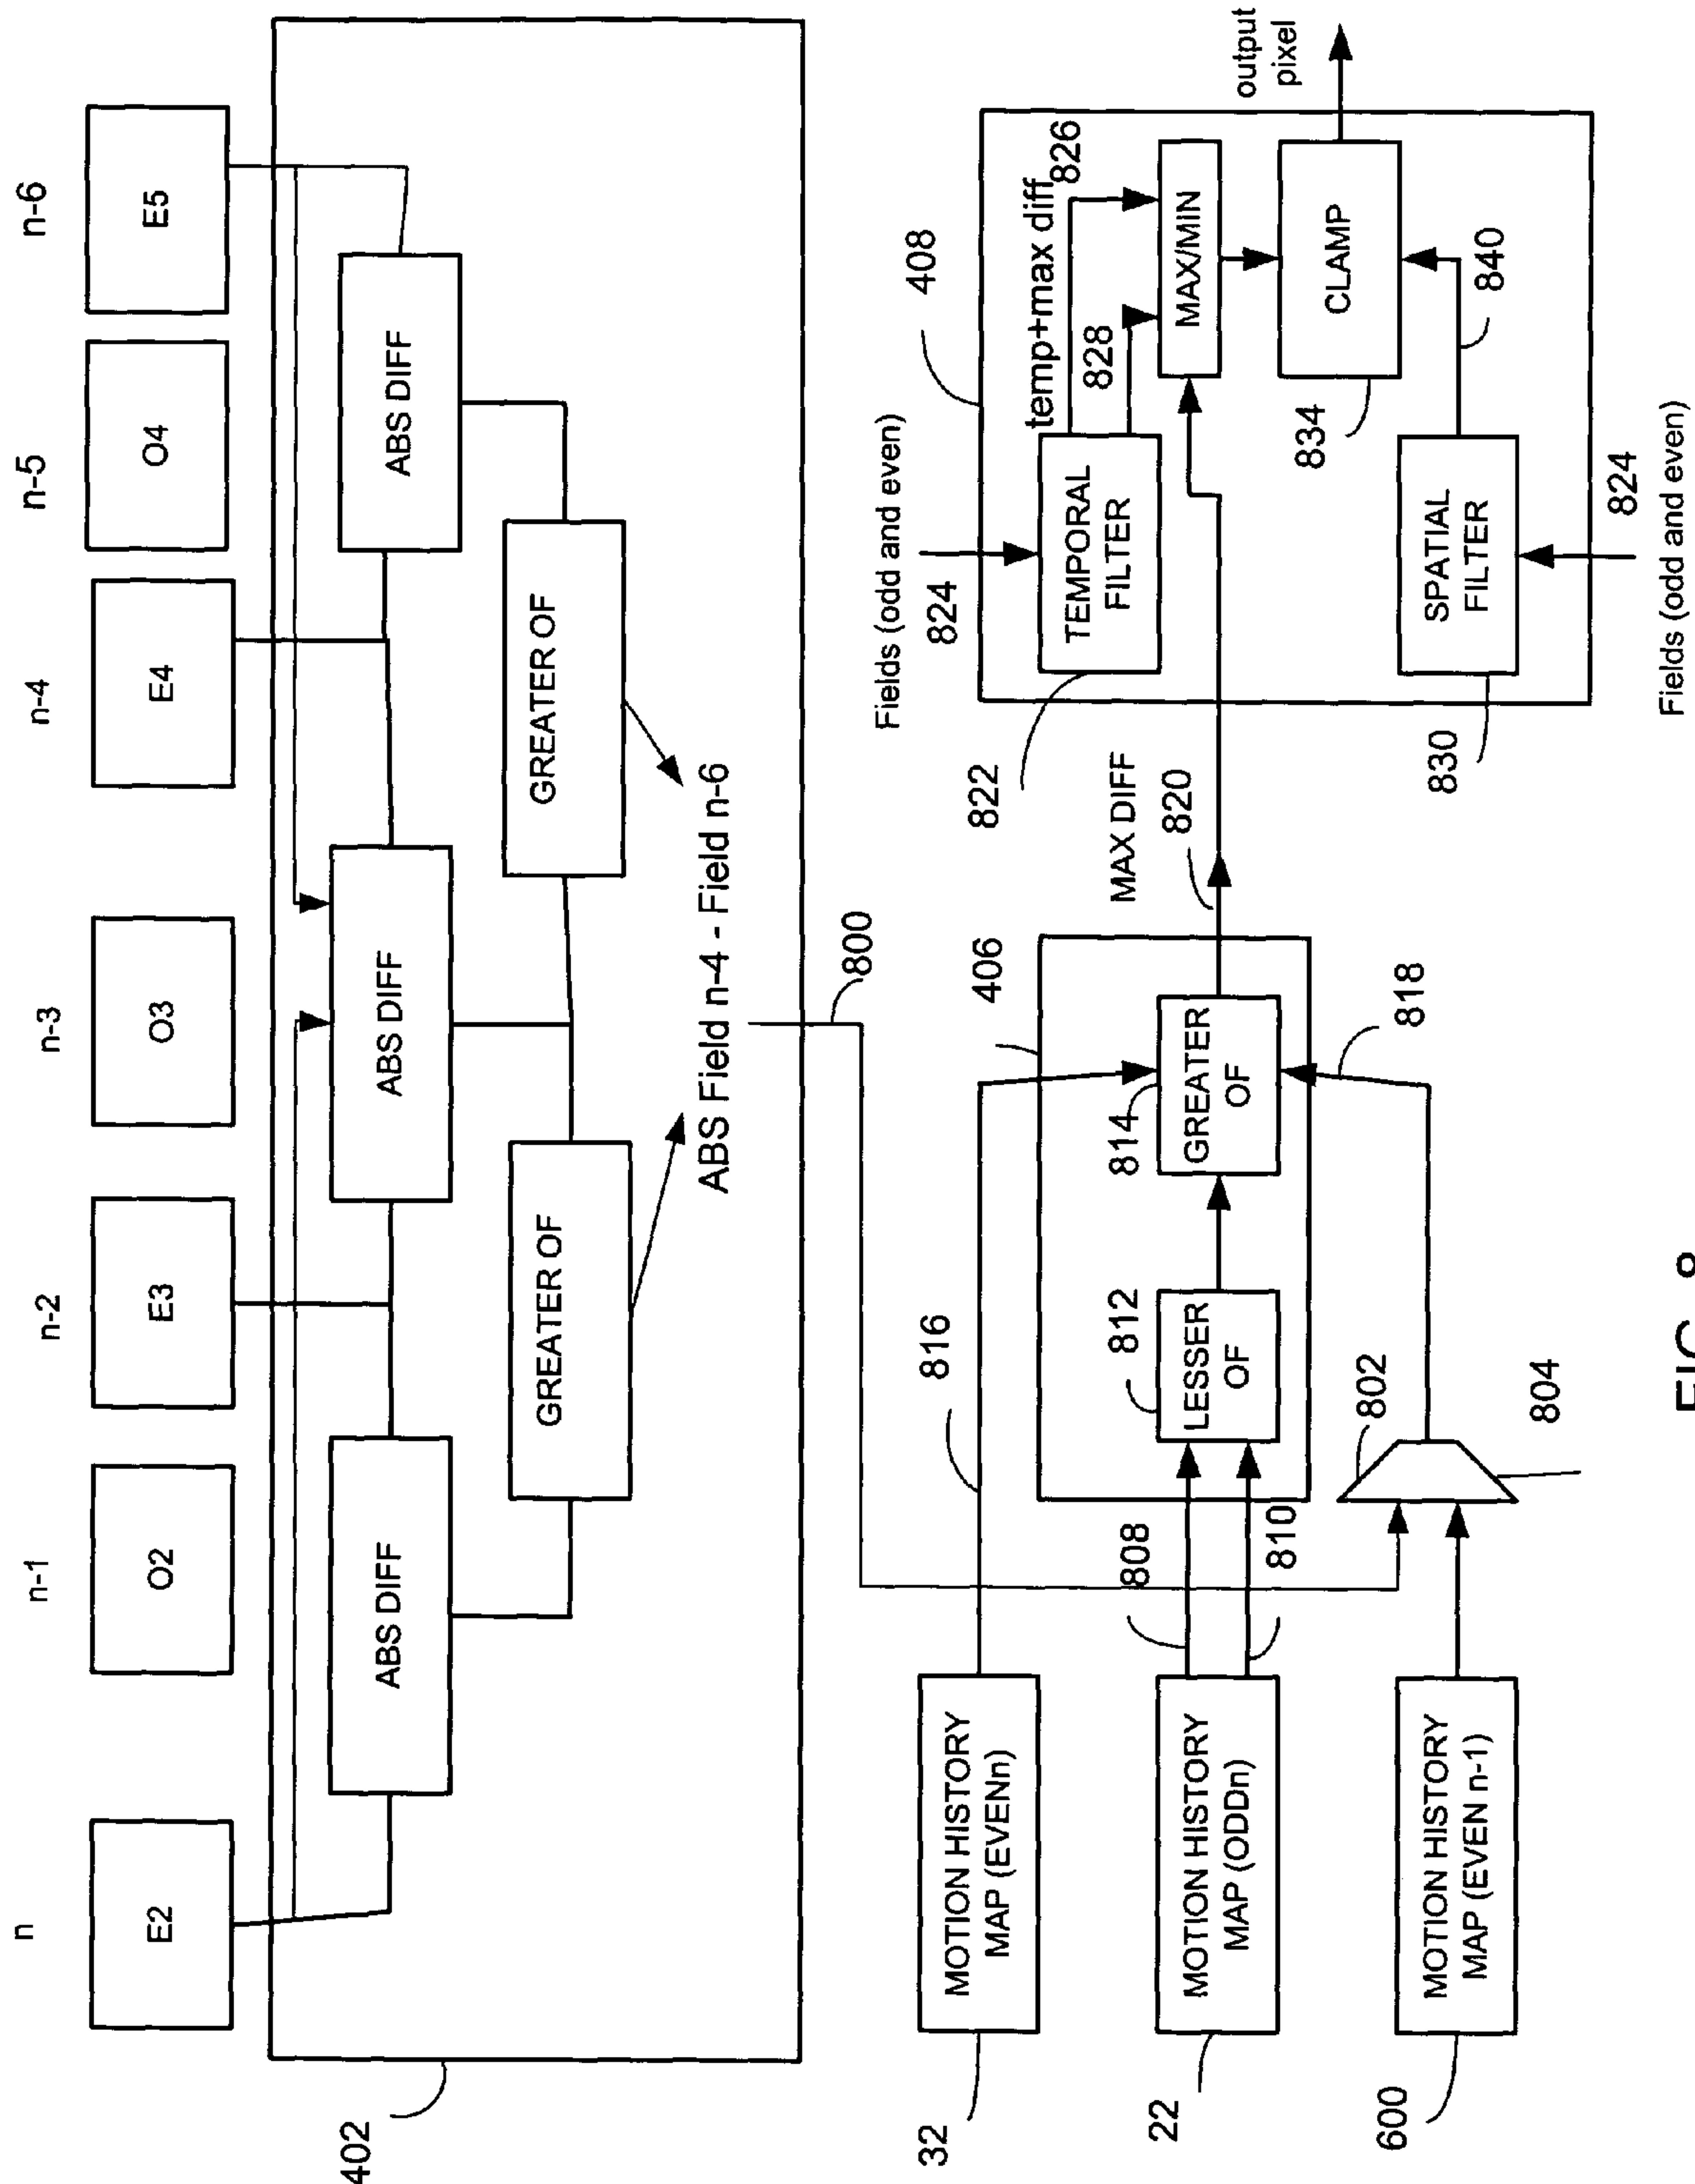 n
n-1
n-2
n-3
n-4
n-5
n-6
E2
O2
E3
O3
E4
O4
E5
402
ABS DIFF
ABS DIFF
ABS DIFF
GREATER OF
GREATER OF
ABS Field n-4 - Field n-6
800
32
MOTION HISTORY
MAP (EVENn)
816
22
MOTION HISTORY
MAP (ODDn)
808
810
600
MOTION HISTORY
MAP (EVEN n-1)
802
804
406
812
LESSER
OF
814
GREATER
OF
818
MAX DIFF
820
408
Fields (odd and even)
824
822
TEMPORAL
FILTER
temp+max diff
826
828
MAX/MIN
834
CLAMP
output
pixel
840
830
SPATIAL
FILTER
824
Fields (odd and even)